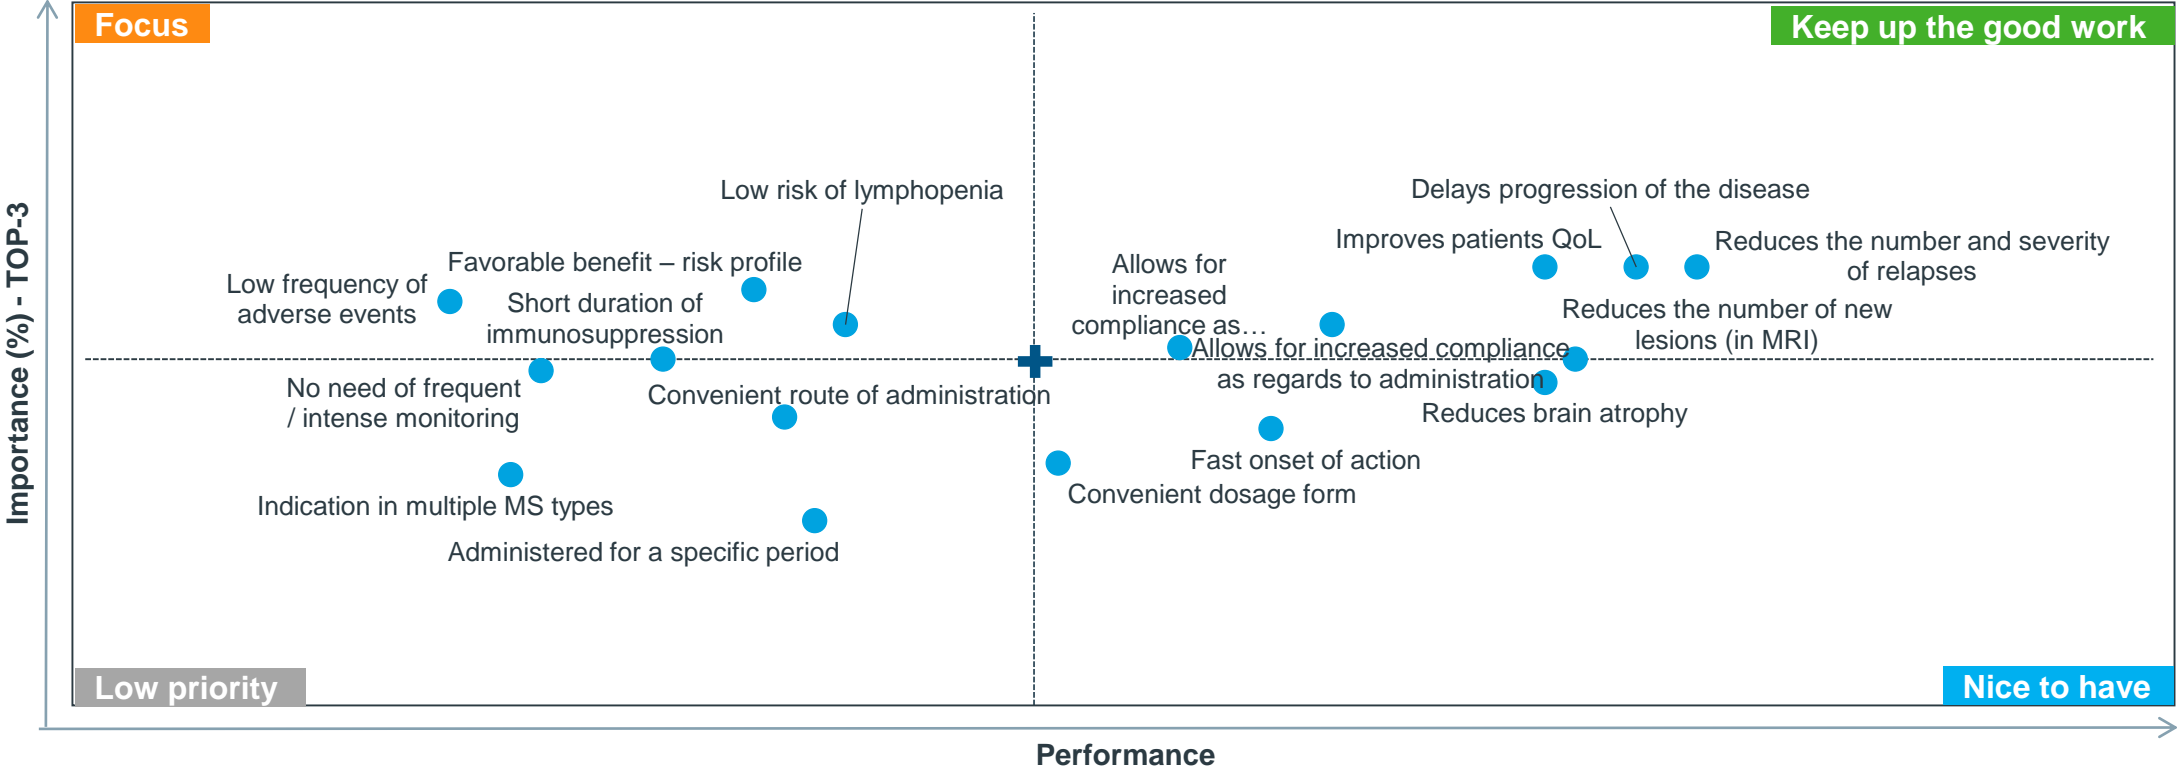 Focus
Keep up the good work
Low risk of lymphopenia
Delays progression of the disease
Improves patients QoL
Reduces the number and severity
of relapses
Favorable benefit – risk profile
Low frequency of
adverse events
Short duration of
immunosuppression
Allows for
increased
compliance as…
Reduces the number of new
lesions (in MRI)
Allows for increased compliance
as regards to administration
No need of frequent
/ intense monitoring
Convenient route of administration
Reduces brain atrophy
Fast onset of action
Convenient dosage form
Indication in multiple MS types
Administered for a specific period
Low priority
Nice to have
Importance (%) - TOP-3
Performance